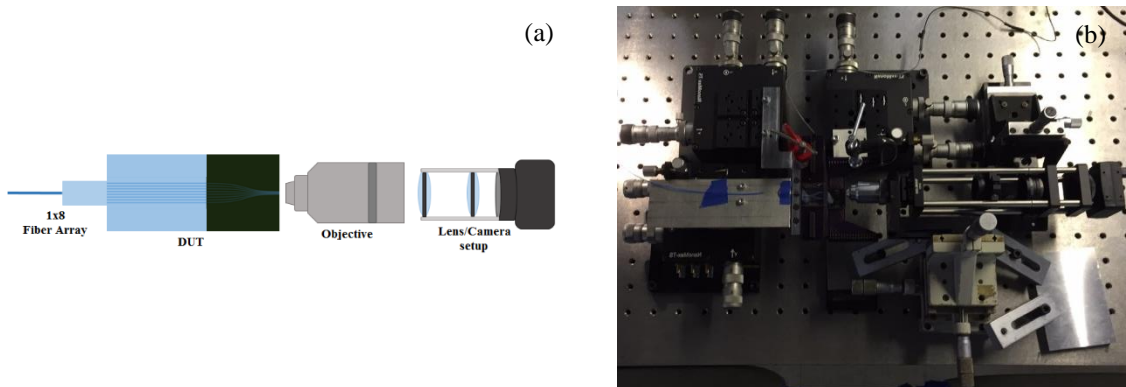 (a)
1x8
Fiber Array
DUT
Objective
Lens/Camera
setup
(b)